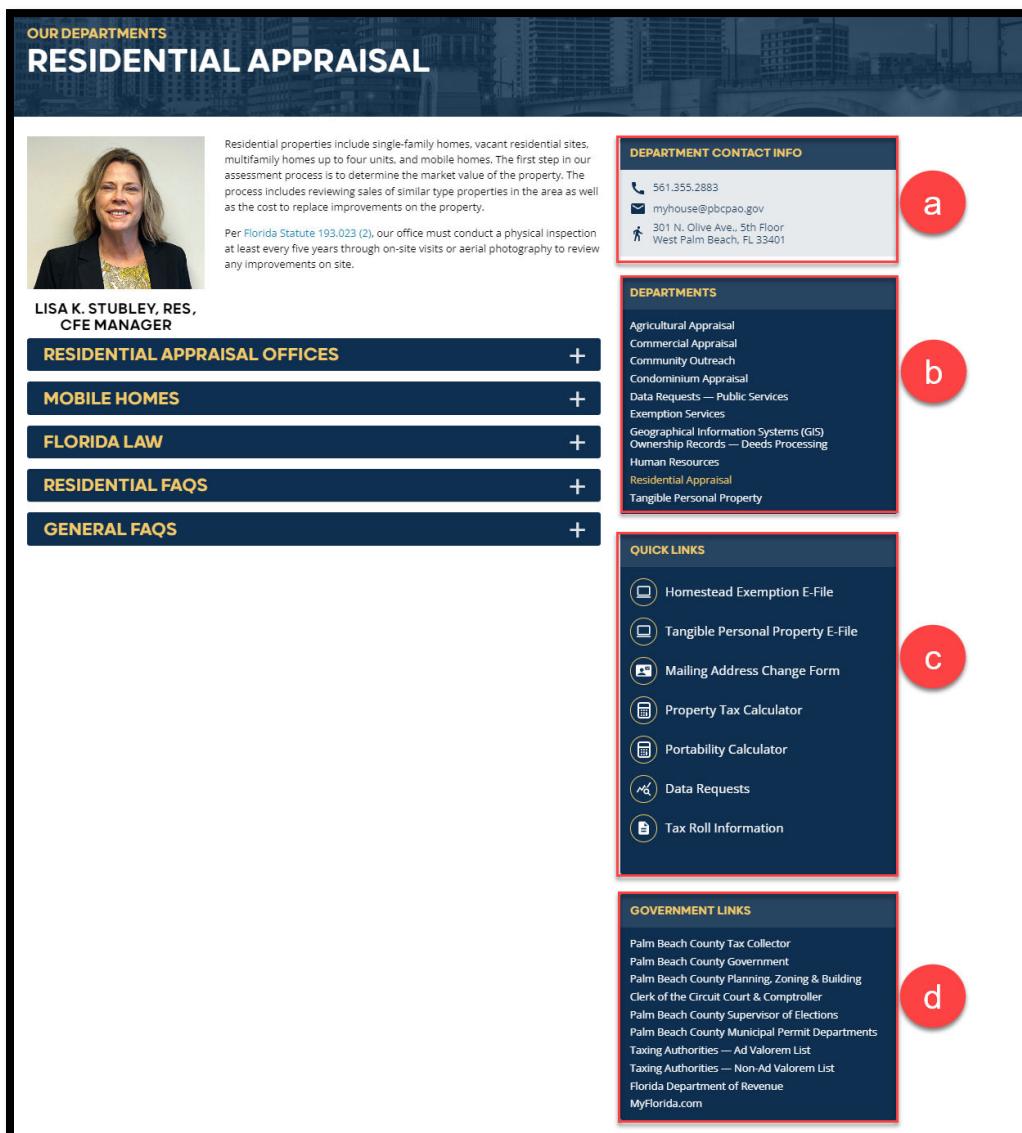 OUR DEPARTMENTS
RESIDENTIAL APPRAISAL
Residential properties include single-family homes, vacant residential sites,
multifamily homes up to four units, and mobile homes. The first step in our
assessment process is to determine the market value of the property. The
process includes reviewing sales of similar type properties in the area as well
as the cost to replace improvements on the property.
Per Florida Statute 193.023 (2), our office must conduct a physical inspection
at least every five years through on-site visits or aerial photography to review
any improvements on site.
LISA K. STUBLEY, RES,
CFE MANAGER
RESIDENTIAL APPRAISAL OFFICES +
MOBILE HOMES +
FLORIDA LAW +
RESIDENTIAL FAQS +
GENERAL FAQS +
DEPARTMENT CONTACT INFO
561.355.2883
myhouse@pbcpao.gov
301 N. Olive Ave., 5th Floor
West Palm Beach, FL 33401
a
DEPARTMENTS
Agricultural Appraisal
Commercial Appraisal
Community Outreach
Condominium Appraisal
Data Requests — Public Services
Exemption Services
Geographical Information Systems (GIS)
Ownership Records — Deeds Processing
Human Resources
Residential Appraisal
Tangible Personal Property
b
QUICK LINKS
Homestead Exemption E-File
Tangible Personal Property E-File
Mailing Address Change Form
Property Tax Calculator
Portability Calculator
Data Requests
Tax Roll Information
c
GOVERNMENT LINKS
Palm Beach County Tax Collector
Palm Beach County Government
Palm Beach County Planning, Zoning & Building
Clerk of the Circuit Court & Comptroller
Palm Beach County Supervisor of Elections
Palm Beach County Municipal Permit Departments
Taxing Authorities — Ad Valorem List
Taxing Authorities — Non-Ad Valorem List
Florida Department of Revenue
MyFlorida.com
d